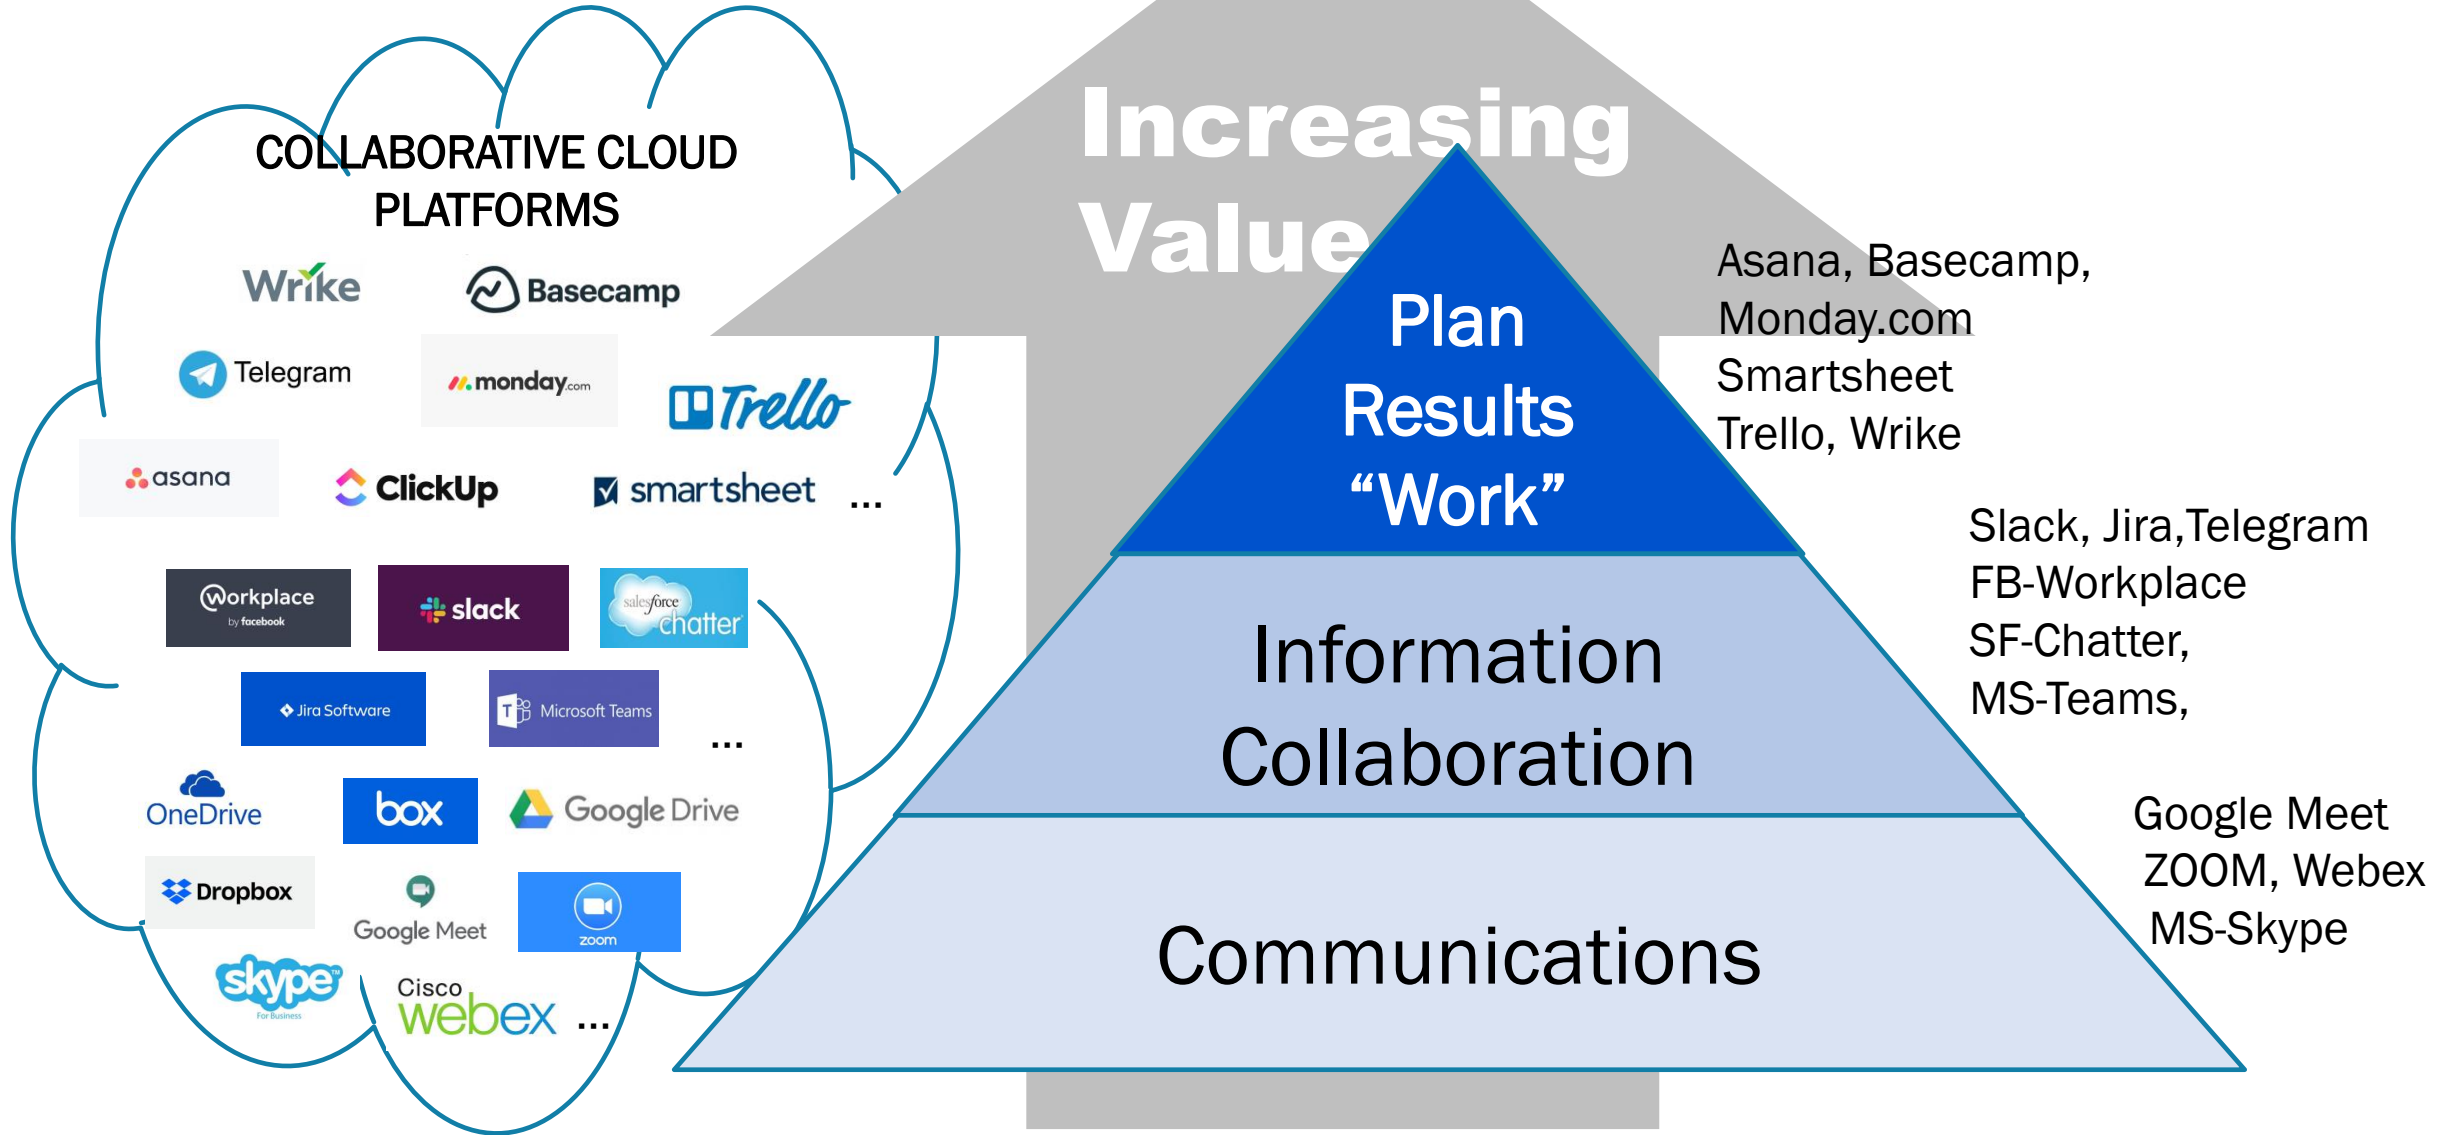 COLLABORATIVE CLOUD
PLATFORMS
Wrike
Basecamp
Telegram
monday.com
Trello
asana
ClickUp
smartsheet
...
Workplace
by facebook
slack
salesforce
chatter
Jira Software
Microsoft Teams
...
OneDrive
box
Google Drive
Dropbox
Google Meet
zoom
skype™
For Business
Cisco
webex
...
Increasing
Value
Plan
Results
“Work”
Information
Collaboration
Communications
Asana, Basecamp,
Monday.com
Smartsheet
Trello, Wrike
Slack, Jira,Telegram
FB-Workplace
SF-Chatter,
MS-Teams,
Google Meet
ZOOM, Webex
MS-Skype